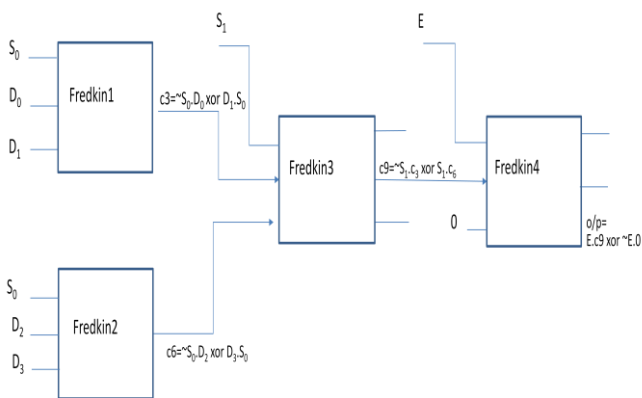 S1
E
S0
D0
D1
Fredkin1
c3=~S0.D0 xor D1.S0
Fredkin3
c9=~S1.c3 xor S1.c6
Fredkin4
0
o/p=
E.c9 xor ~E.0
S0
D2
D3
Fredkin2
c6=~S0.D2 xor D3.S0